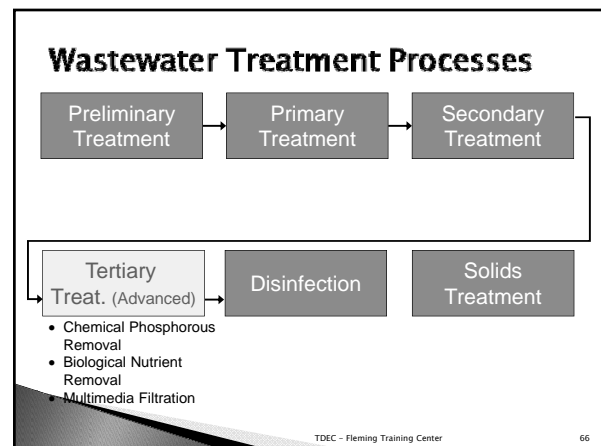 Wastewater Treatment Processes
Preliminary
Treatment
Primary
Treatment
Secondary
Treatment
Tertiary
Treat. (Advanced)
Disinfection
Solids
Treatment
• Chemical Phosphorous
Removal
• Biological Nutrient
Removal
• Multimedia Filtration
TDEC - Fleming Training Center
66